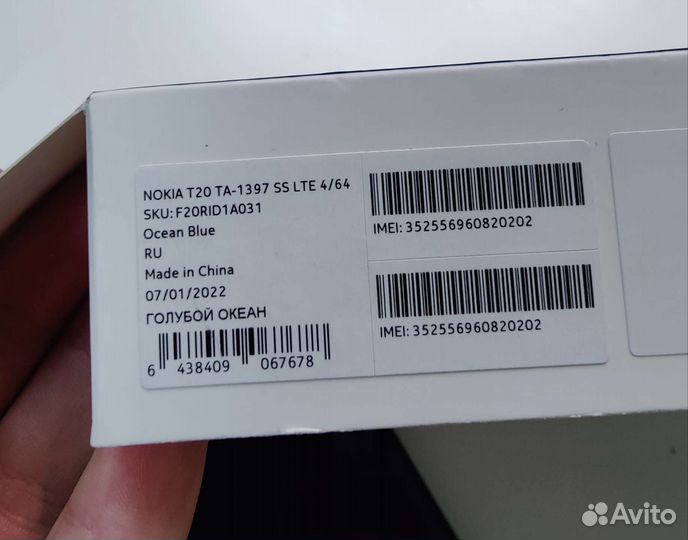 NOKIA T20 TA-1397 SS LTE 4/64
SKU: F20RID1A031
Ocean Blue
RU
Made in China
07/01/2022
ГОЛУБОЙ ОКЕАН
6 438409 067678
IMEI: 352556960820202
IMEI: 352556960820202
Avito